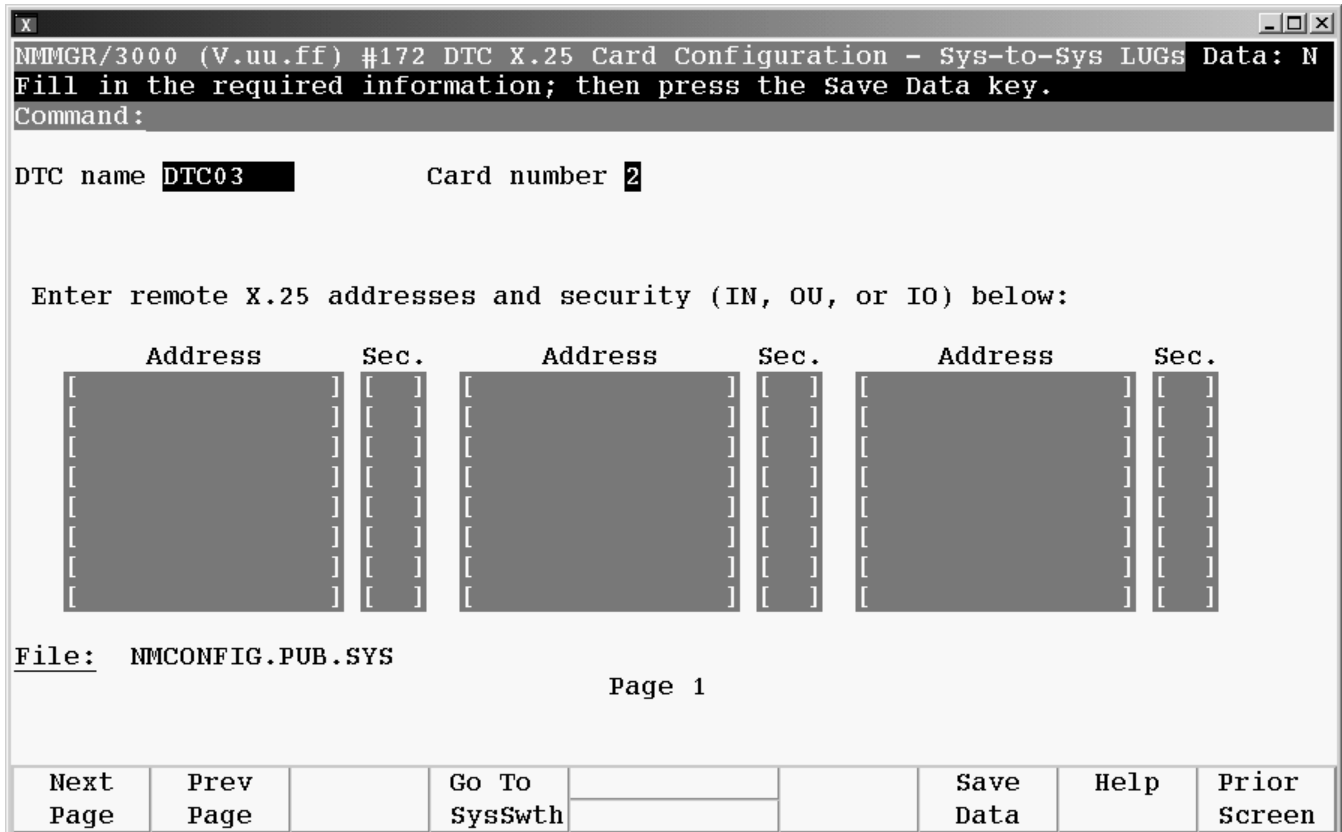 X
NMMGR/3000 (V.uu.ff) #172 DTC X.25 Card Configuration - Sys-to-Sys LUGs Data: N
Fill in the required information; then press the Save Data key.
Command:
DTC name DTC03 Card number 2
Enter remote X.25 addresses and security (IN, OU, or IO) below:
Address Sec. Address Sec. Address Sec.
[ ] [ ] [ ] [ ] [ ] [ ]
[ ] [ ] [ ] [ ] [ ] [ ]
[ ] [ ] [ ] [ ] [ ] [ ]
[ ] [ ] [ ] [ ] [ ] [ ]
[ ] [ ] [ ] [ ] [ ] [ ]
[ ] [ ] [ ] [ ] [ ] [ ]
[ ] [ ] [ ] [ ] [ ] [ ]
[ ] [ ] [ ] [ ] [ ] [ ]
File: NMCONFIG.PUB.SYS
Page 1
Next Prev Go To Save Help Prior
Page Page SysSwth Data Screen